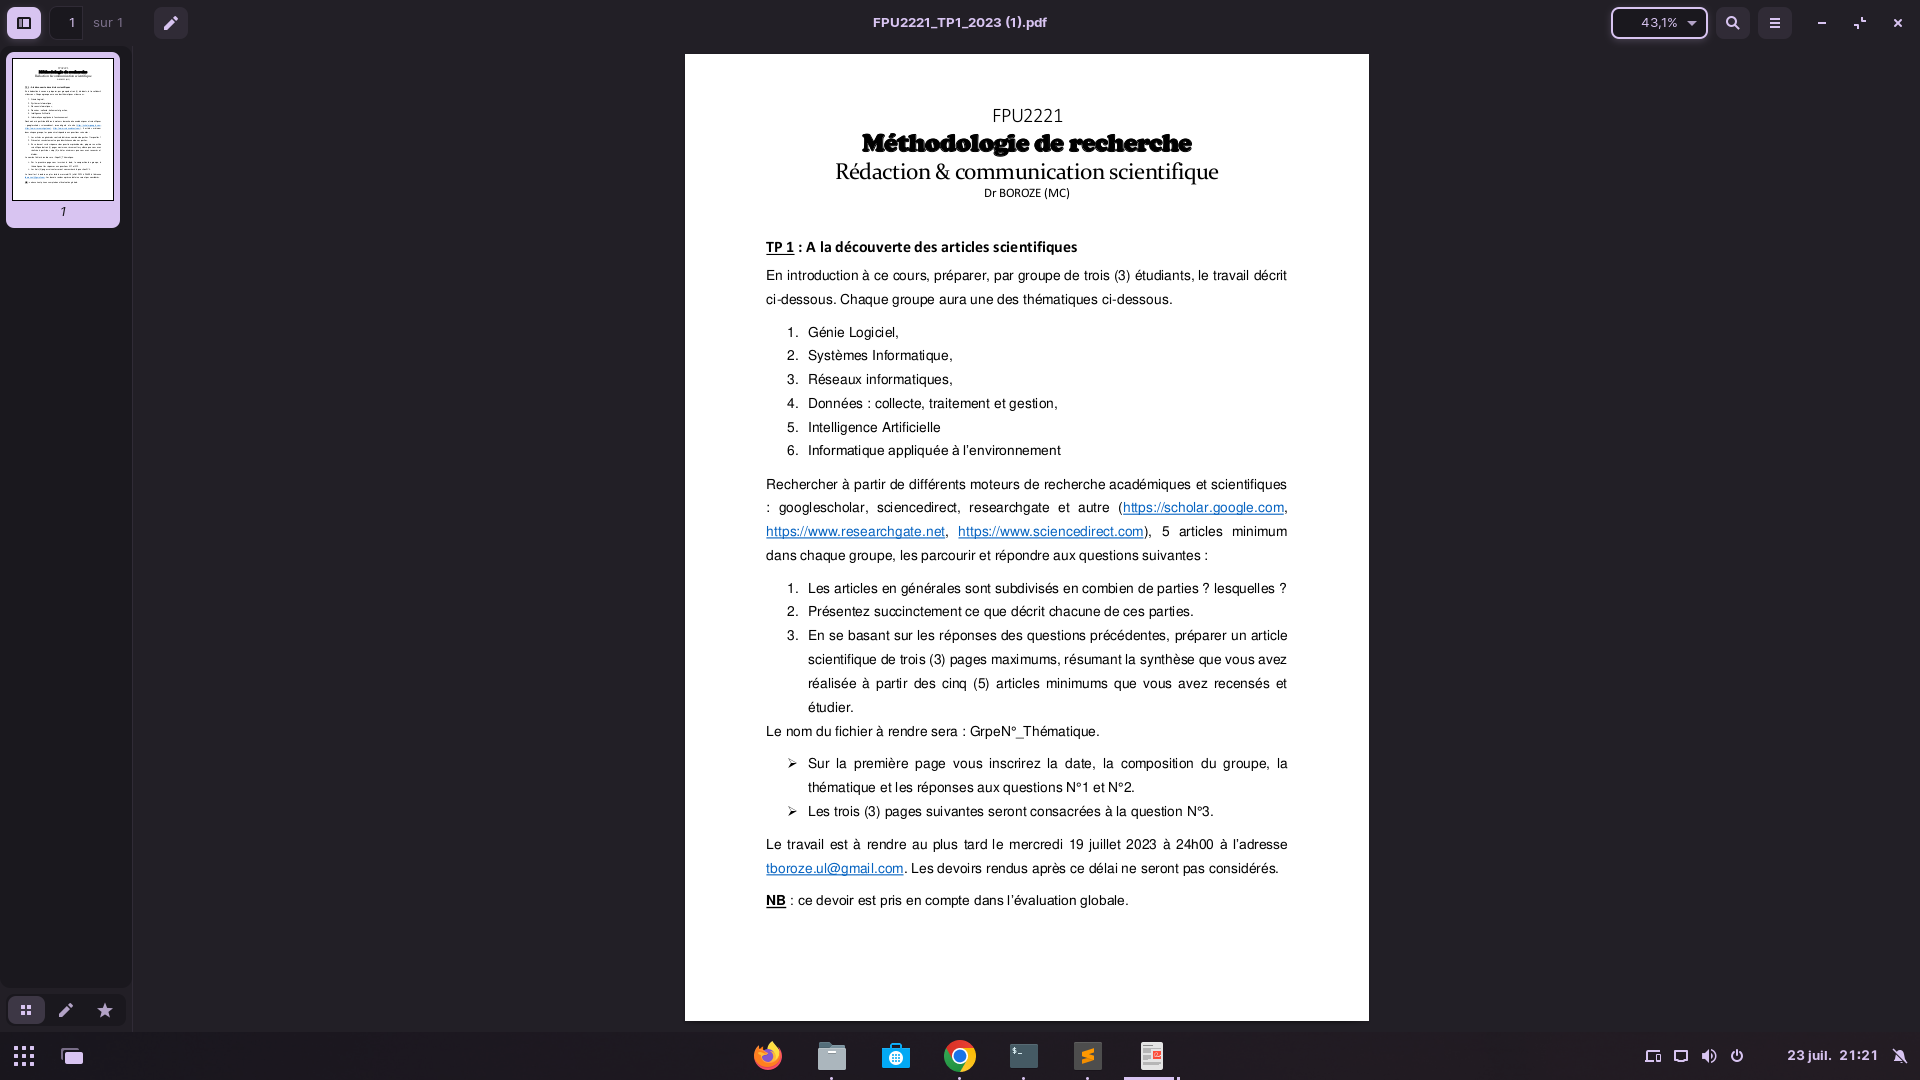 1 sur 1
FPU2221_TP1_2023 (1).pdf
43,1%
1
FPU2221
Méthodologie de recherche
Rédaction & communication scientifique
Dr BOROZE (MC)
TP 1 : A la découverte des articles scientifiques
En introduction à ce cours, préparer, par groupe de trois (3) étudiants, le travail décrit
ci-dessous. Chaque groupe aura une des thématiques ci-dessous.
1. Génie Logiciel,
2. Systèmes Informatique,
3. Réseaux informatiques,
4. Données : collecte, traitement et gestion,
5. Intelligence Artificielle
6. Informatique appliquée à l'environnement
Rechercher à partir de différents moteurs de recherche académiques et scientifiques
: googlescholar, sciencedirect, researchgate et autre (https://scholar.google.com,
https://www.researchgate.net, https://www.sciencedirect.com), 5 articles minimum
dans chaque groupe, les parcourir et répondre aux questions suivantes :
1. Les articles en générales sont subdivisés en combien de parties ? lesquelles ?
2. Présentez succinctement ce que décrit chacune de ces parties.
3. En se basant sur les réponses des questions précédentes, préparer un article
scientifique de trois (3) pages maximums, résumant la synthèse que vous avez
réalisée à partir des cinq (5) articles minimums que vous avez recensés et
étudier.
Le nom du fichier à rendre sera : GrpeN°_Thématique.
➢ Sur la première page vous inscrirez la date, la composition du groupe, la
thématique et les réponses aux questions N°1 et N°2.
➢ Les trois (3) pages suivantes seront consacrées à la question N°3.
Le travail est à rendre au plus tard le mercredi 19 juillet 2023 à 24h00 à l'adresse
tboroze.ul@gmail.com. Les devoirs rendus après ce délai ne seront pas considérés.
NB : ce devoir est pris en compte dans l'évaluation globale.
23 juil. 21:21